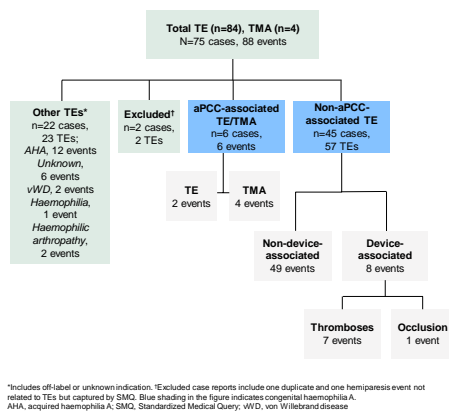 Total TE (n=84), TMA (n=4)
N=75 cases, 88 events
Other TEs*
n=22 cases,
23 TEs;
AHA, 12 events
Unknown,
6 events
vWD, 2 events
Haemophilia,
1 event
Haemophilic
arthropathy,
2 events
Excluded†
n=2 cases,
2 TEs
aPCC-associated
TE/TMA
n=6 cases,
6 events
Non-aPCC-
associated TE
n=45 cases,
57 TEs
TE
2 events
TMA
4 events
Non-device-
associated
49 events
Device-
associated
8 events
Thromboses
7 events
Occlusion
1 event
*Includes off-label or unknown indication. †Excluded case reports include one duplicate and one hemiparesis event not
related to TEs but captured by SMQ. Blue shading in the figure indicates congenital haemophilia A.
AHA, acquired haemophilia A; SMQ, Standardized Medical Query; vWD, von Willebrand disease